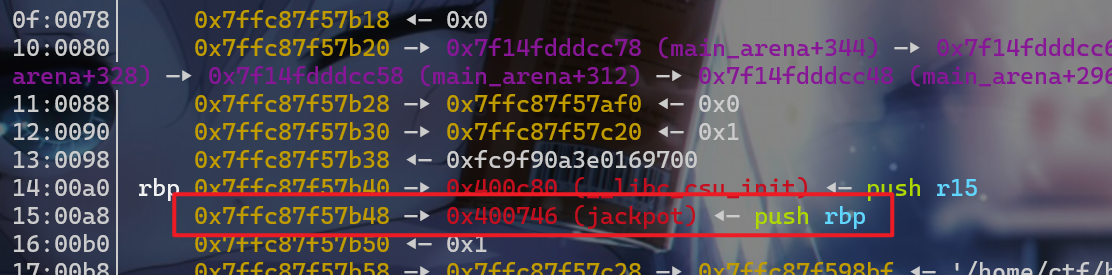 0f:0078│ 0x7ffc87f57b18 ◂— 0x0
10:0080│ 0x7ffc87f57b20 —▸ 0x7f14fdddcc78 (main_arena+344) —▸ 0x7f14fdddcc6
arena+328) —▸ 0x7f14fdddcc58 (main_arena+312) —▸ 0x7f14fdddcc48 (main_arena+296
11:0088│ 0x7ffc87f57b28 —▸ 0x7ffc87f57af0 ◂— 0x0
12:0090│ 0x7ffc87f57b30 —▸ 0x7ffc87f57c20 ◂— 0x1
13:0098│ 0x7ffc87f57b38 ◂— 0xfc9f90a3e0169700
14:00a0│ rbp 0x7ffc87f57b40 —▸ 0x400c80 (__libc_csu_init) ◂— push r15
15:00a8│ 0x7ffc87f57b48 —▸ 0x400746 (jackpot) ◂— push rbp
16:00b0│ 0x7ffc87f57b50 ◂— 0x1
17:00b8│ 0x7ffc87f57b58 —▸ 0x7ffc87f57c28 —▸ 0x7ffc87f598bf ◂— '/home/ctf/